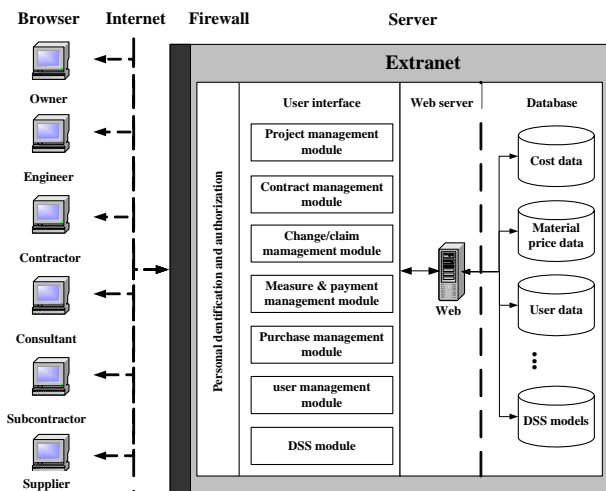 Browser Internet Firewall Server
Extranet
Owner
Engineer
Contractor
Consultant
Subcontractor
Supplier
Personal dentification and authorization
User interface
Project management
module
Contract management
module
Change/claim
management module
Measure & payment
management module
Purchase management
module
user management
module
DSS module
Web server
Web
Database
Cost data
Material
price data
User data
DSS models